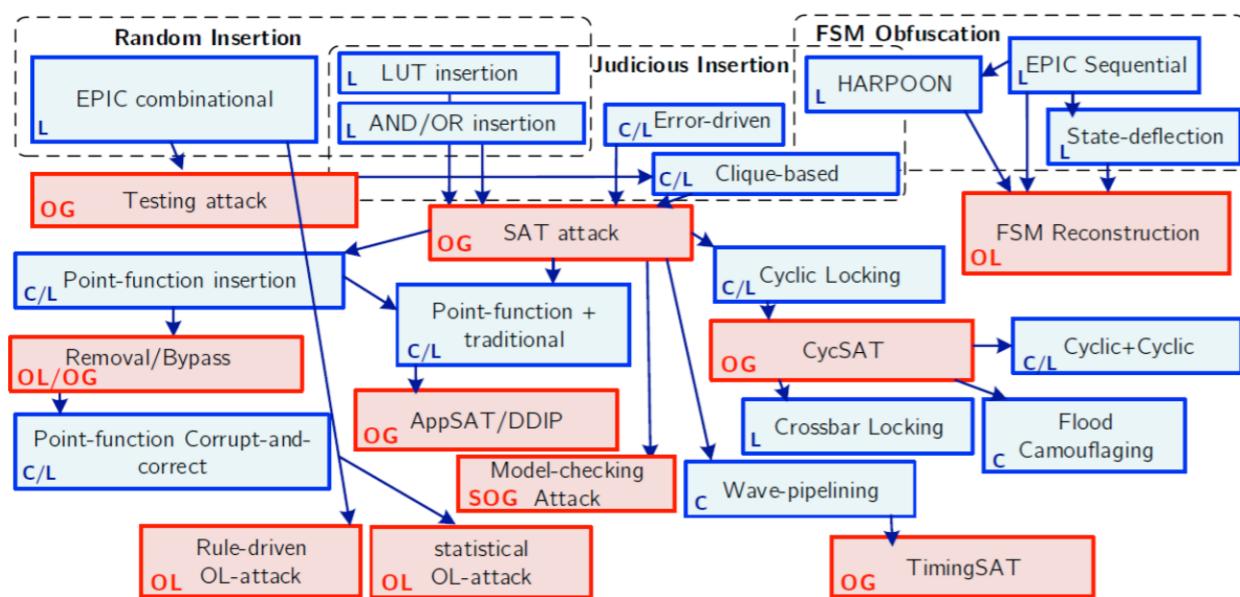 Random Insertion
FSM Obfuscation
Judicious Insertion
EPIC combinational
L
LUT insertion
L
AND/OR insertion
L
Error-driven
C/L
HARPOON
L
EPIC Sequential
L
State-deflection
L
Testing attack
OG
Clique-based
C/L
SAT attack
OG
FSM Reconstruction
OL
Point-function insertion
C/L
Point-function +
traditional
C/L
Cyclic Locking
C/L
Removal/Bypass
OL/OG
CycSAT
OG
Cyclic+Cyclic
C/L
Point-function Corrupt-and-
correct
C/L
AppSAT/DDIP
OG
Crossbar Locking
L
Flood
Camouflaging
C
Model-checking
Attack
SOG
Wave-pipelining
C
Rule-driven
OL-attack
OL
statistical
OL-attack
OL
TimingSAT
OG